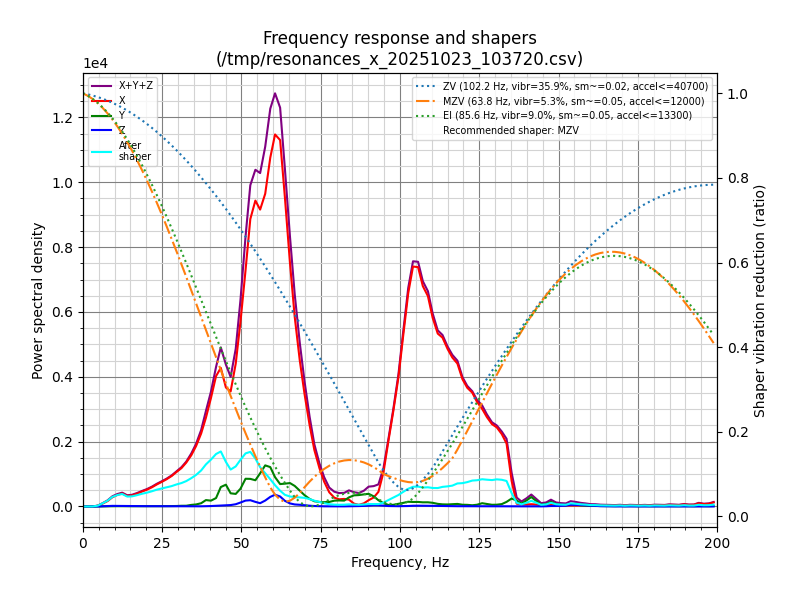 Frequency response and shapers
(/tmp/resonances_x_20251023_103720.csv)
1e4
X+Y+Z
X
Y
Z
After
shaper
ZV (102.2 Hz, vibr=35.9%, sm~=0.02, accel<=40700)
MZV (63.8 Hz, vibr=5.3%, sm~=0.05, accel<=12000)
EI (85.6 Hz, vibr=9.0%, sm~=0.05, accel<=13300)
Recommended shaper: MZV
Power spectral density
1.2
1.0
0.8
0.6
0.4
0.2
0.0
Shaper vibration reduction (ratio)
1.0
0.8
0.6
0.4
0.2
0.0
0 25 50 75 100 125 150 175 200
Frequency, Hz